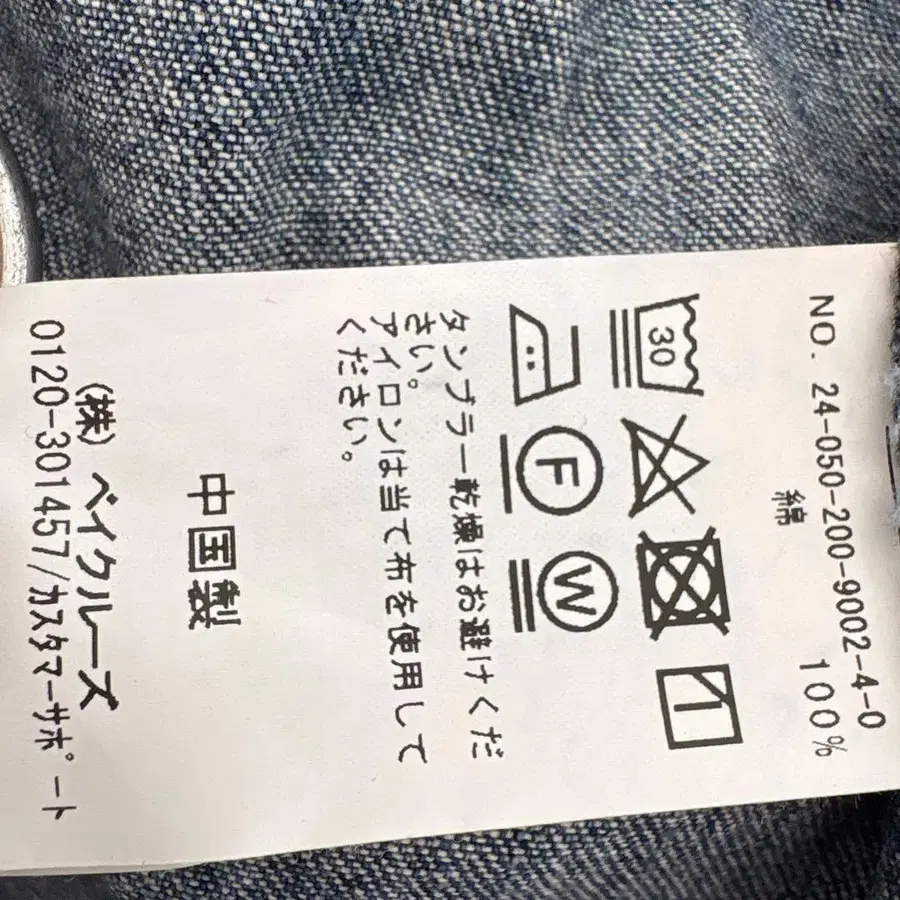 NO. 24-050-200-9002-4-0
綿 100%
30
F W
タンブラー乾燥はお避けくだ
さい。
アイロンは当て布を使用して
ください。
中国製
(株) ベイクルーズ
0120-301457/カスタマーサポート